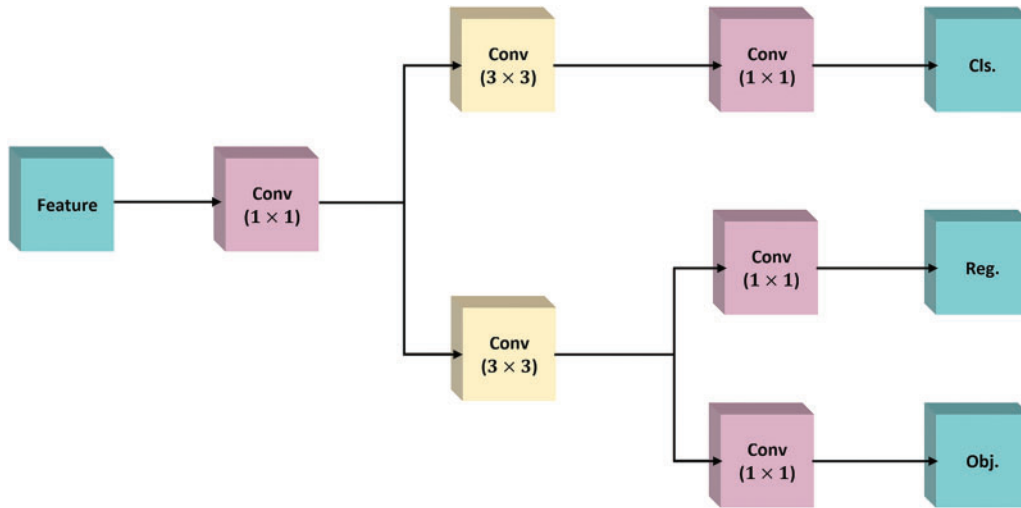 Conv
(3 × 3)
Conv
(1 × 1)
Cls.
Feature
Conv
(1 × 1)
Conv
(1 × 1)
Reg.
Conv
(3 × 3)
Conv
(1 × 1)
Obj.